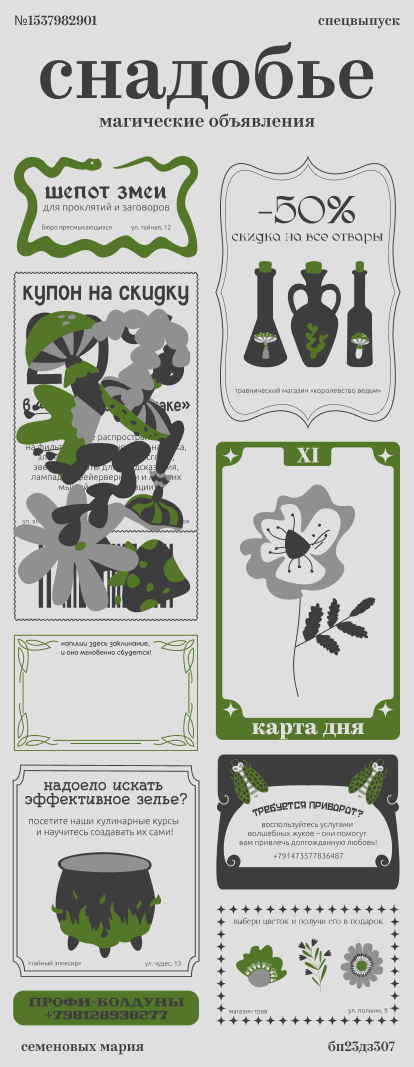 №1537982901
спецвыпуск
снадобье
магические объявления
шепот змеи
для проклятий и заговоров
бюро пресмыкающихся
ул. тайная, 12
купон на скидку
напиши здесь заклинание,
и оно мгновенно сбудется!
надоело искать
эффективное зелье?
посетите наши кулинарные курсы
и научитесь создавать их сами!
«тайный эликсир»
ул. чудес, 13
ПРОФИ-КОЛДУНЫ
+798128938277
-50%
скидка на все отвары
травнический магазин «королевство ведьм»
XI
карта дня
требуется приворот?
воспользуйтесь услугами
волшебных жуков – они помогут
вам привлечь долгожданную любовь!
+791473577836487
выбери цветок и получи его в подарок
магазин трав
ул. полыни, 9
семеновых мария
бп23дз307